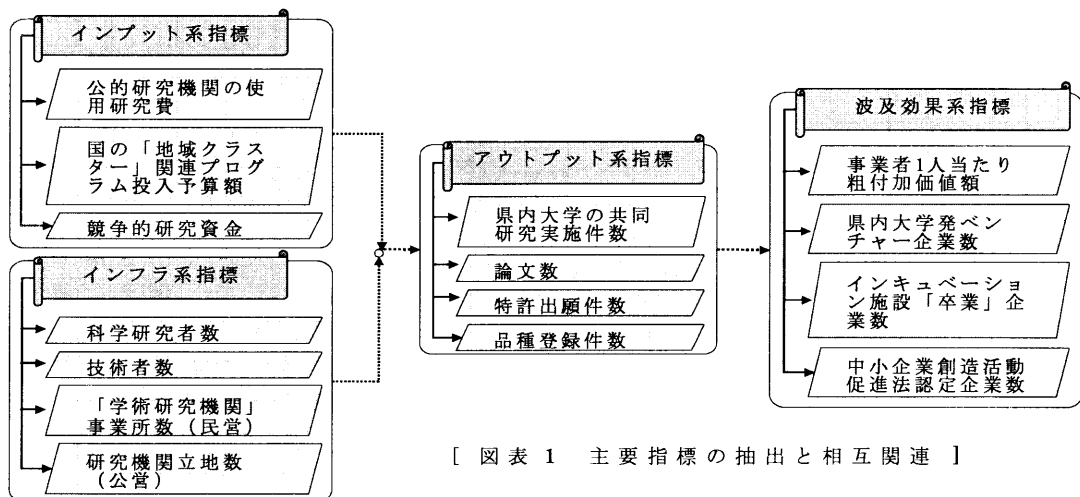 インプット系指標
公的研究機関の使
用研究費
国の「地域クラス
ター」関連プログ
ラム投入予算額
競争的研究資金
インフラ系指標
科学研究者数
技術者数
「学術研究機関」
事業所数（民営）
研究機関立地数
（公営）
アウトプット系指標
県内大学の共同
研究実施件数
論文数
特許出願件数
品種登録件数
波及効果系指標
事業者1人当たり
粗付加価値額
県内大学発ベン
チャー企業数
インキュベーショ
ン施設「卒業」企
業数
中小企業創造活動
促進法認定企業数
[ 図表 1 主要指標の抽出と相互関連 ]